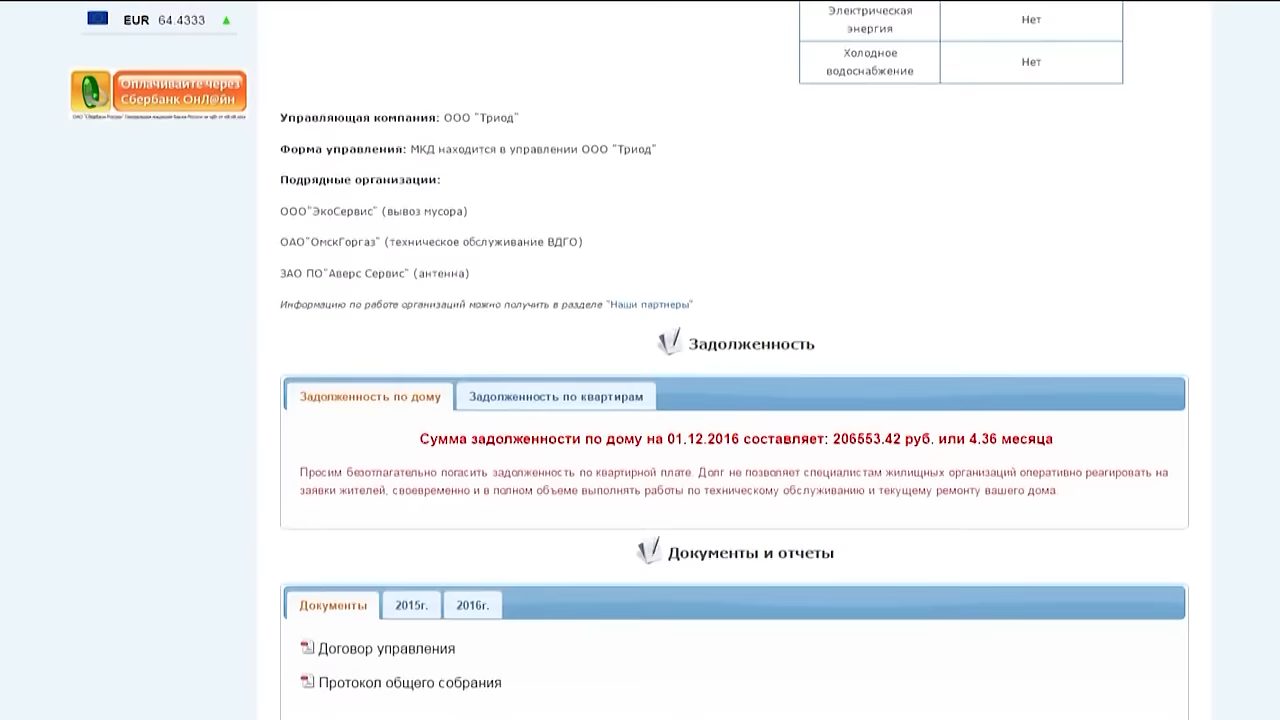 EUR 64.4333
Оплачивайте через
Сбербанк ОнЛ@йн
Электрическая
энергия
Нет
Холодное
водоснабжение
Нет
Управляющая компания: ООО "Триод"
Форма управления: МКД находится в управлении ООО "Триод"
Подрядные организации:
ООО"ЭкоСервис" (вывоз мусора)
ОАО"ОмскГоргаз" (техническое обслуживание ВДГО)
ЗАО ПО"Аверс Сервис" (антенна)
Информацию по работе организаций можно получить в разделе "Наши партнеры"
Задолженность
Задолженность по дому
Задолженность по квартирам
Сумма задолженности по дому на 01.12.2016 составляет: 206553.42 руб. или 4.36 месяца
Просим безотлагательно погасить задолженность по квартирной плате. Долг не позволяет специалистам жилищных организаций оперативно реагировать на
заявки жителей, своевременно и в полном объеме выполнять работы по техническому обслуживанию и текущему ремонту вашего дома.
Документы и отчеты
Документы
2015г.
2016г.
Договор управления
Протокол общего собрания